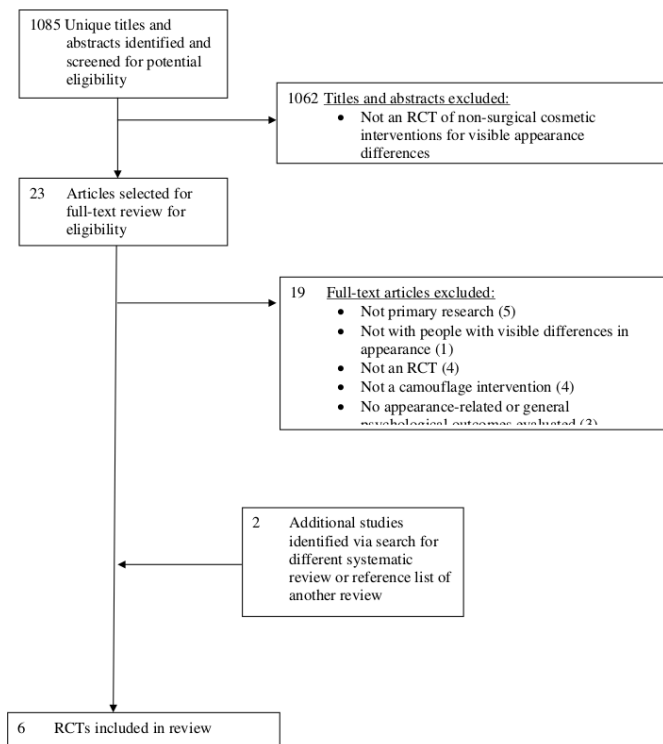 1085 Unique titles and
abstracts identified and
screened for potential
eligibility
1062 Titles and abstracts excluded:
• Not an RCT of non-surgical cosmetic
interventions for visible appearance
differences
23 Articles selected for
full-text review for
eligibility
19 Full-text articles excluded:
• Not primary research (5)
• Not with people with visible differences in
appearance (1)
• Not an RCT (4)
• Not a camouflage intervention (4)
• No appearance-related or general
psychological outcomes evaluated (3)
2 Additional studies
identified via search for
different systematic
review or reference list of
another review
6 RCTs included in review